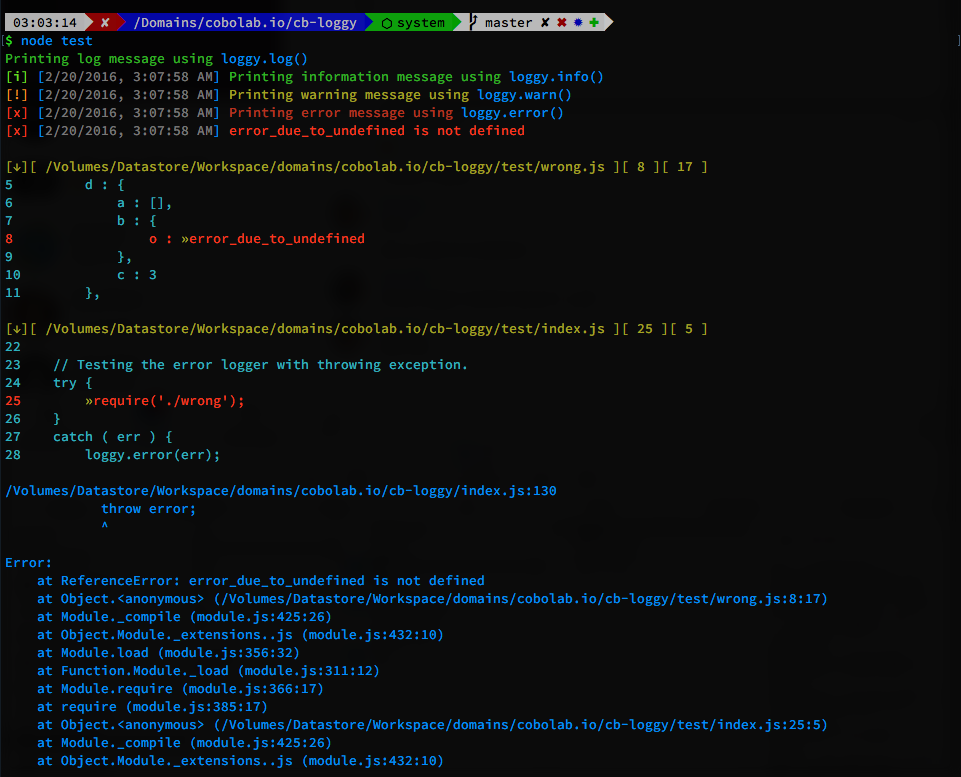 03:03:14 ✘ /Domains/cobolab.io/cb-loggy ⬡ system master ✘ ✖ ✹ ✚
$ node test
Printing log message using loggy.log()
[i] [2/20/2016, 3:07:58 AM] Printing information message using loggy.info()
[!] [2/20/2016, 3:07:58 AM] Printing warning message using loggy.warn()
[x] [2/20/2016, 3:07:58 AM] Printing error message using loggy.error()
[x] [2/20/2016, 3:07:58 AM] error_due_to_undefined is not defined
[↓][ /Volumes/Datastore/Workspace/domains/cobolab.io/cb-loggy/test/wrong.js ][ 8 ][ 17 ]
5 d : {
6 a : [],
7 b : {
8 o : »error_due_to_undefined
9 },
10 c : 3
11 },
[↓][ /Volumes/Datastore/Workspace/domains/cobolab.io/cb-loggy/test/index.js ][ 25 ][ 5 ]
22
23 // Testing the error logger with throwing exception.
24 try {
25 »require('./wrong');
26 }
27 catch ( err ) {
28 loggy.error(err);
/Volumes/Datastore/Workspace/domains/cobolab.io/cb-loggy/index.js:130
throw error;
^
Error:
at ReferenceError: error_due_to_undefined is not defined
at Object.<anonymous> (/Volumes/Datastore/Workspace/domains/cobolab.io/cb-loggy/test/wrong.js:8:17)
at Module._compile (module.js:425:26)
at Object.Module._extensions..js (module.js:432:10)
at Module.load (module.js:356:32)
at Function.Module._load (module.js:311:12)
at Module.require (module.js:366:17)
at require (module.js:385:17)
at Object.<anonymous> (/Volumes/Datastore/Workspace/domains/cobolab.io/cb-loggy/test/index.js:25:5)
at Module._compile (module.js:425:26)
at Object.Module._extensions..js (module.js:432:10)